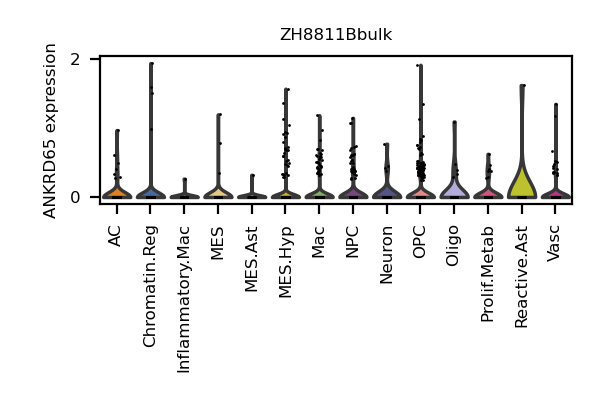 ZH8811Bbulk
ANKRD65 expression
2
0
AC
Chromatin.Reg
Inflammatory.Mac
MES
MES.Ast
MES.Hyp
Mac
NPC
Neuron
OPC
Oligo
Prolif.Metab
Reactive.Ast
Vasc